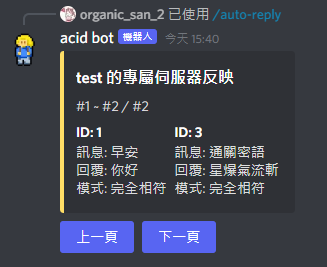 organic_san_2 已使用 /auto-reply
acid bot 機器人 今天 15:40
test 的專屬伺服器反映
#1 ~ #2 / #2
ID: 1
訊息: 早安
回覆: 你好
模式: 完全相符
ID: 3
訊息: 通關密語
回覆: 星爆氣流斬
模式: 完全相符
上一頁
下一頁